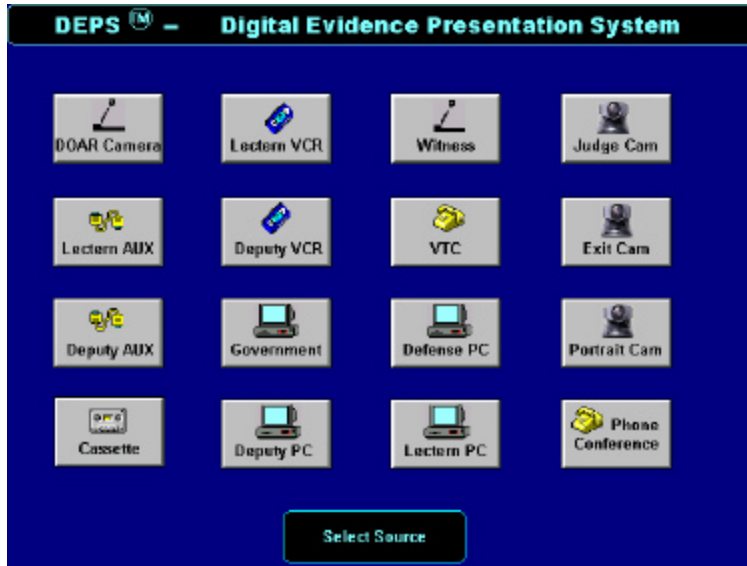 DEPS ™ – Digital Evidence Presentation System
DOAR Camera
Lectern VCR
Witness
Judge Cam
Lectern AUX
Deputy VCR
VTC
Exit Cam
Deputy AUX
Government
Defense PC
Portrait Cam
Cassette
Deputy PC
Lectern PC
Phone
Conference
Select Source